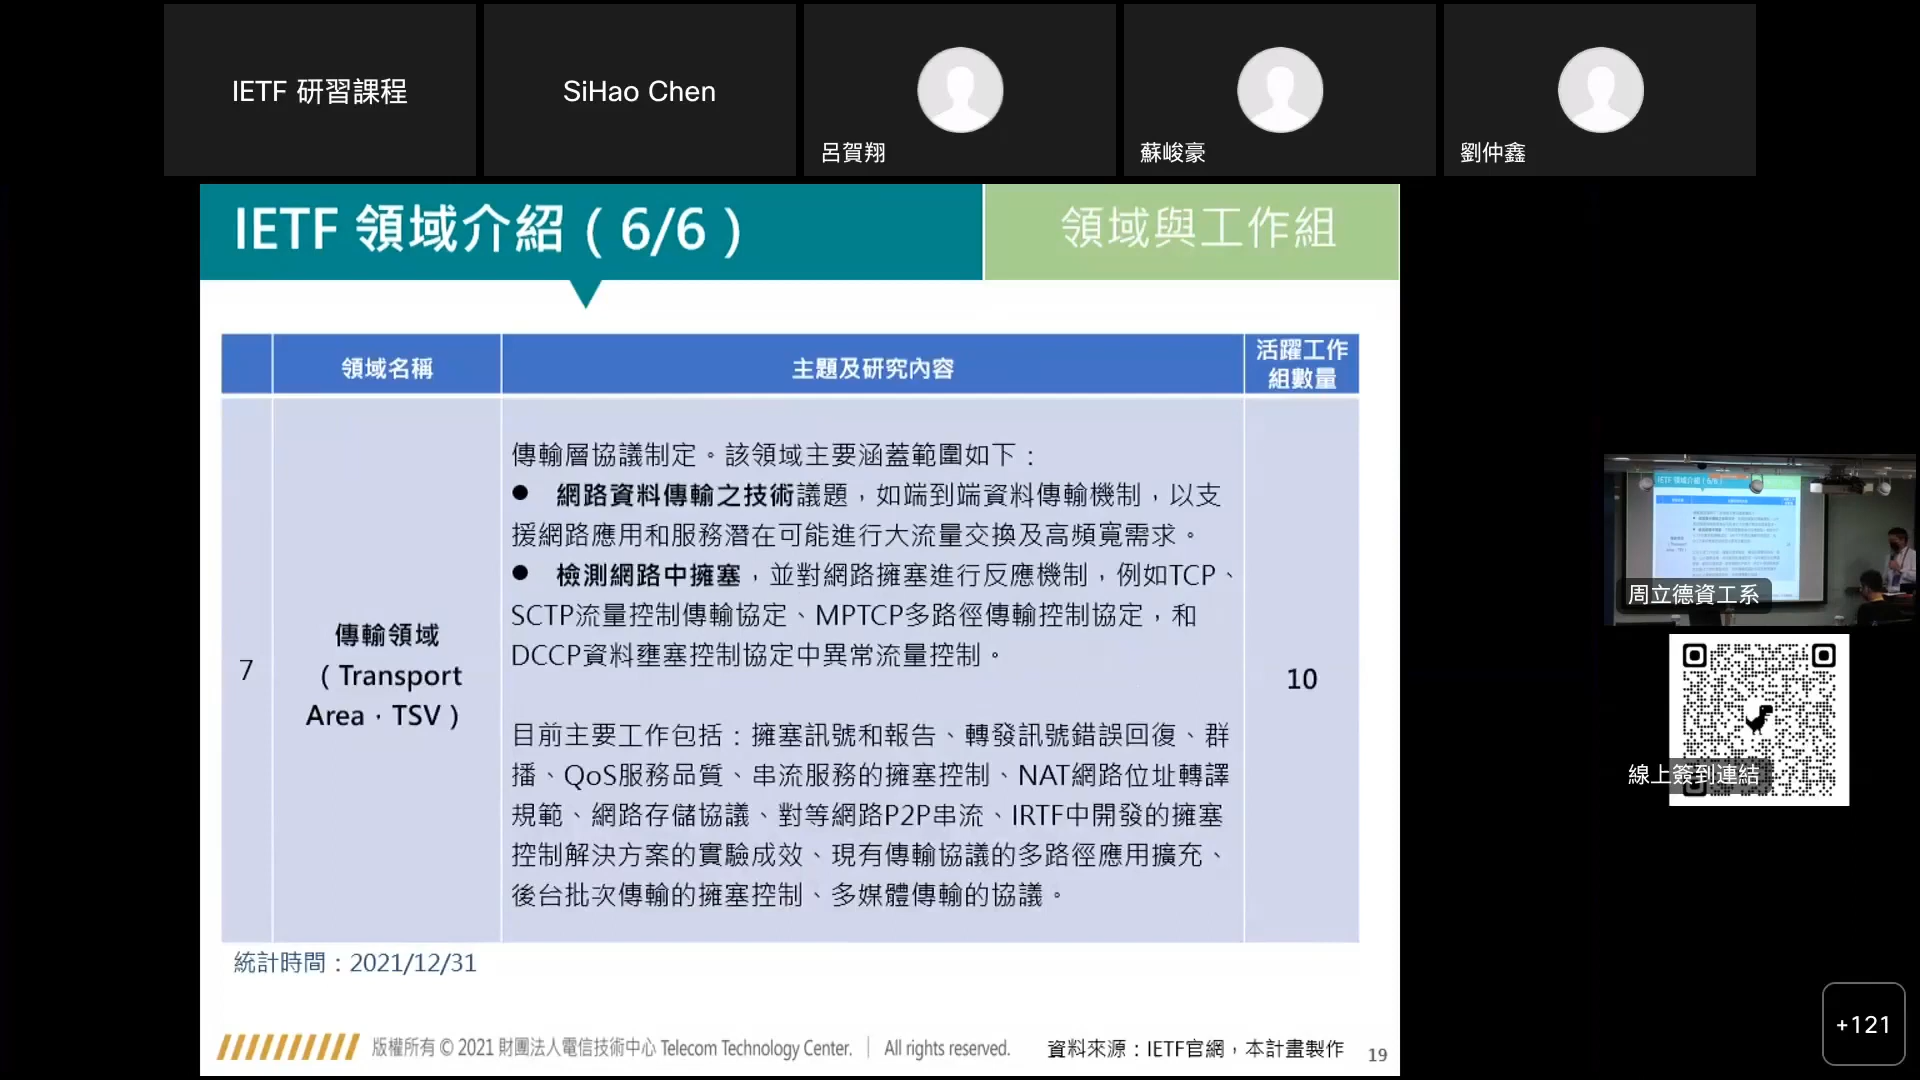 IETF 研習課程
SiHao Chen
呂賀翔
蘇峻豪
劉仲鑫
IETF 領域介紹（6/6）
領域與工作組
領域名稱
主題及研究內容
活躍工作
組數量
7
傳輸領域
（Transport
Area，TSV）
傳輸層協議制定。該領域主要涵蓋範圍如下：
● 網路資料傳輸之技術議題，如端到端資料傳輸機制，以支
援網路應用和服務潛在可能進行大流量交換及高頻寬需求。
● 檢測網路中擁塞，並對網路擁塞進行反應機制，例如TCP、
SCTP流量控制傳輸協定、MPTCP多路徑傳輸控制協定，和
DCCP資料壅塞控制協定中異常流量控制。
目前主要工作包括：擁塞訊號和報告、轉發訊號錯誤回復、群
播、QoS服務品質、串流服務的擁塞控制、NAT網路位址轉譯
規範、網路存儲協議、對等網路P2P串流、IRTF中開發的擁塞
控制解決方案的實驗成效、現有傳輸協議的多路徑應用擴充、
後台批次傳輸的擁塞控制、多媒體傳輸的協議。
10
統計時間：2021/12/31
版權所有 © 2021 財團法人電信技術中心 Telecom Technology Center. ｜ All rights reserved.
資料來源：IETF官網，本計畫製作
19
IETF 領域介紹（6/6）
周立德資工系
線上簽到連結
+121